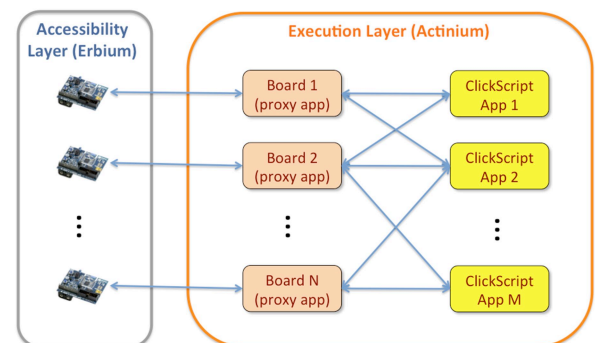 Accessibility
Layer (Erbium)
Execution Layer (Actinium)
Board 1
(proxy app)
ClickScript
App 1
Board 2
(proxy app)
ClickScript
App 2
Board N
(proxy app)
ClickScript
App M